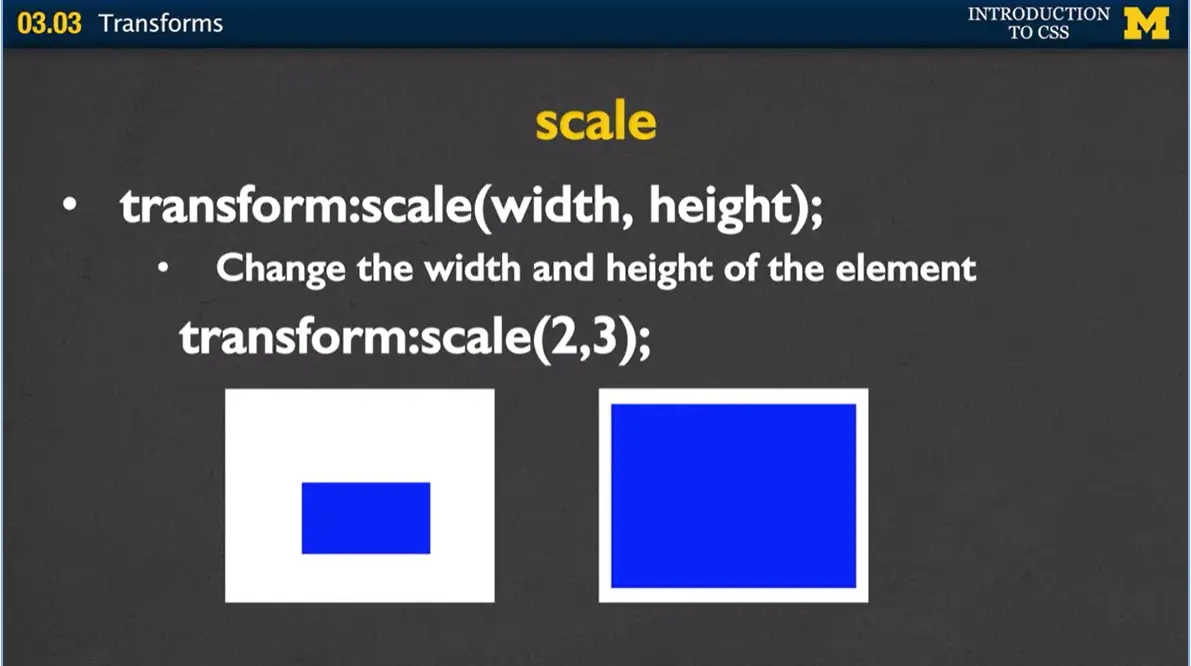 03.03 Transforms
INTRODUCTION
TO CSS
M
scale
• transform:scale(width, height);
• Change the width and height of the element
transform:scale(2,3);